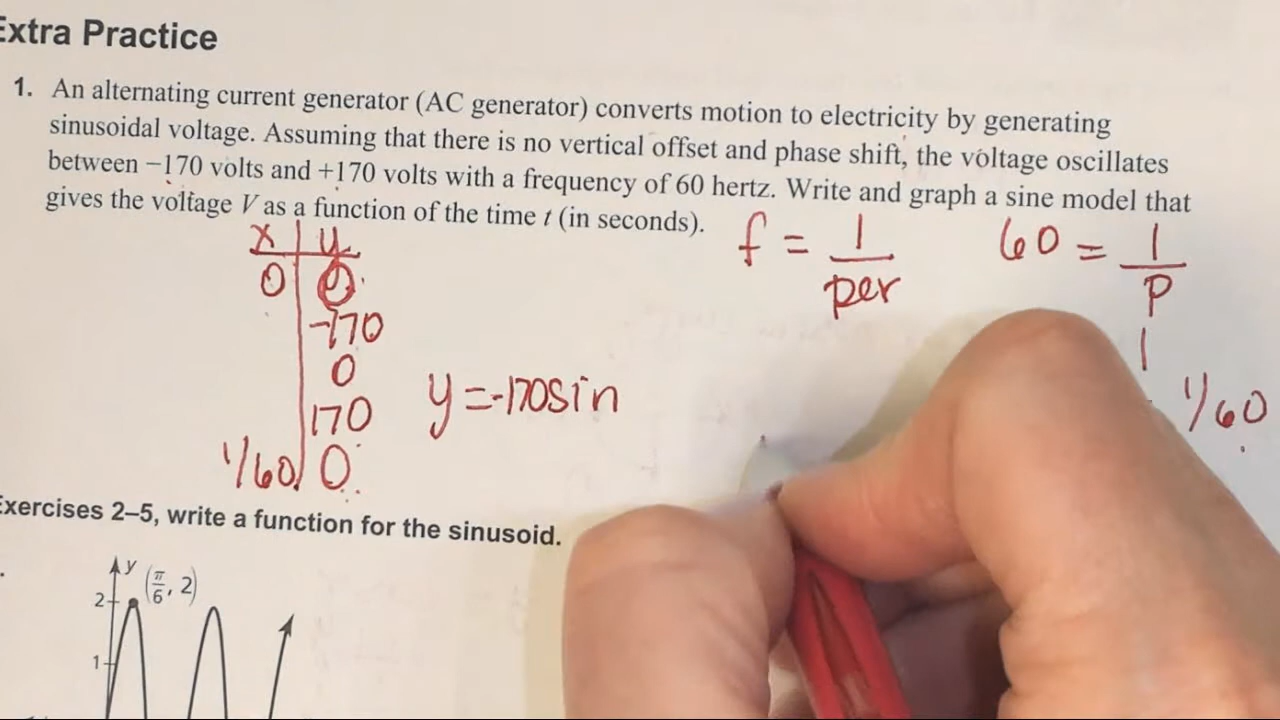 Extra Practice
1. An alternating current generator (AC generator) converts motion to electricity by generating
sinusoidal voltage. Assuming that there is no vertical offset and phase shift, the voltage oscillates
between −170 volts and +170 volts with a frequency of 60 hertz. Write and graph a sine model that
gives the voltage V as a function of the time t (in seconds).
x | y
0 | 0
-170
0
170
1/60 | 0
f = 1/per
60 = 1/P
1
1/60
y = -170 sin
Exercises 2–5, write a function for the sinusoid.
y
(π/6, 2)
2
1